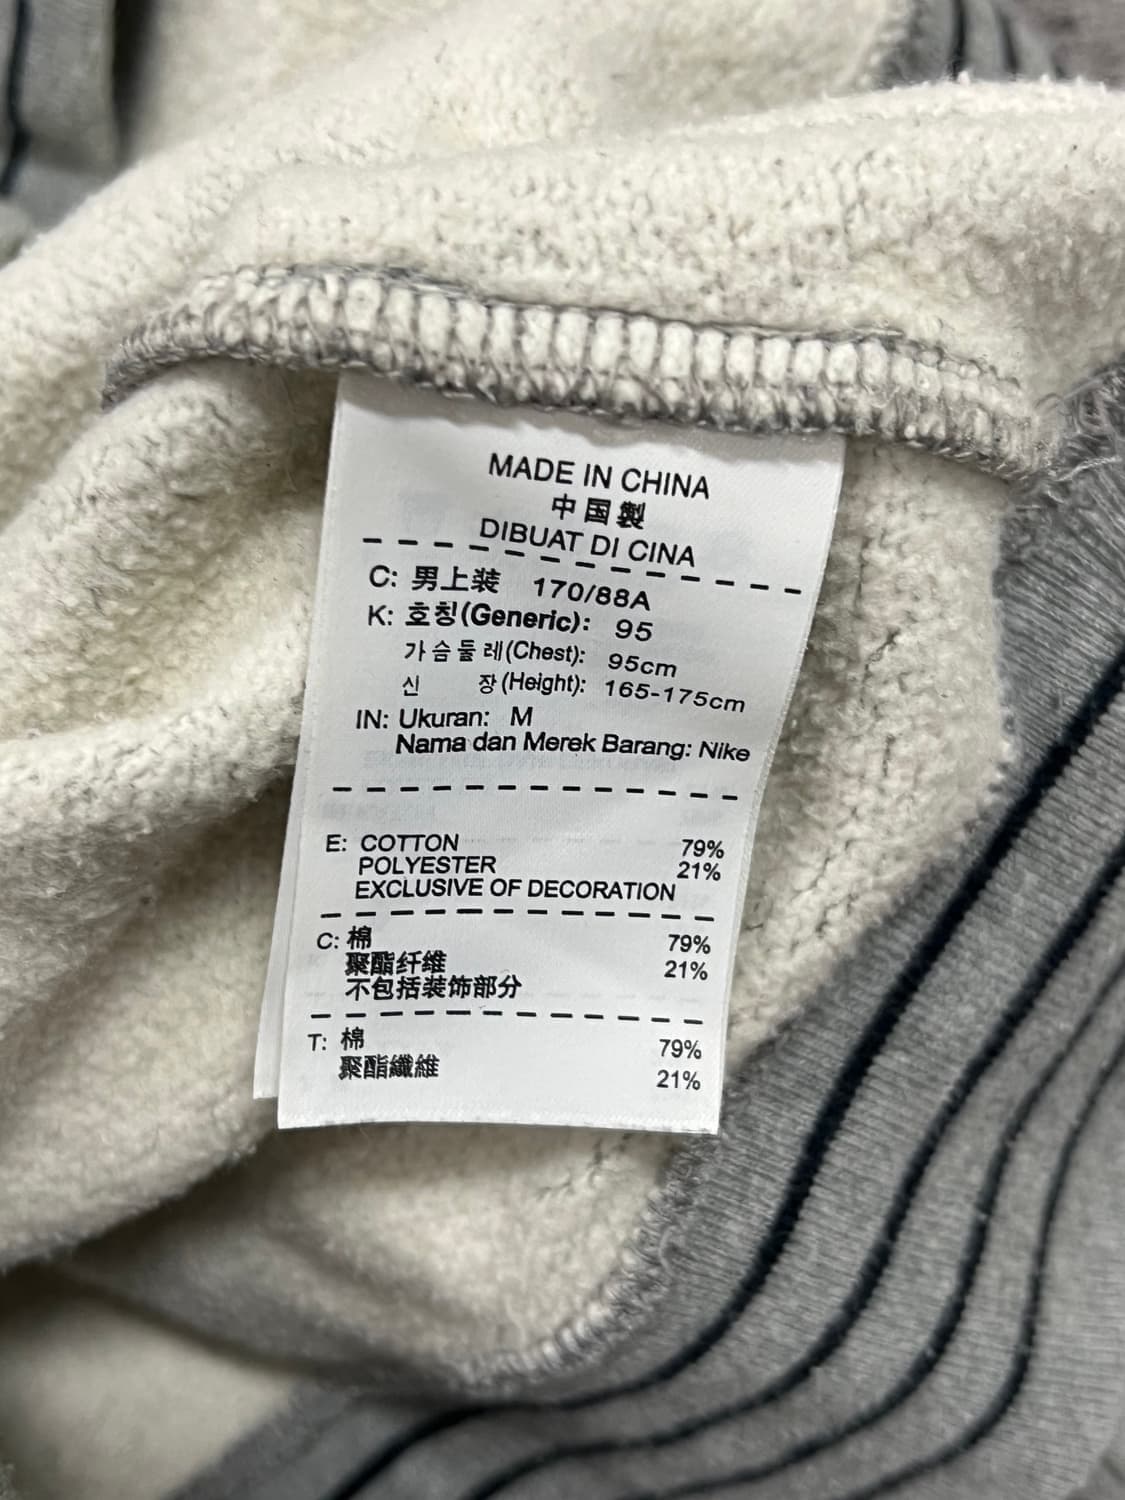 MADE IN CHINA
中国製
DIBUAT DI CINA
C: 男上装 170/88A
K: 호칭(Generic): 95
가슴둘레(Chest): 95cm
신 장(Height): 165-175cm
IN: Ukuran: M
Nama dan Merek Barang: Nike
E: COTTON 79%
POLYESTER 21%
EXCLUSIVE OF DECORATION
C: 棉 79%
聚酯纤维 21%
不包括装饰部分
T: 棉 79%
聚酯纖維 21%